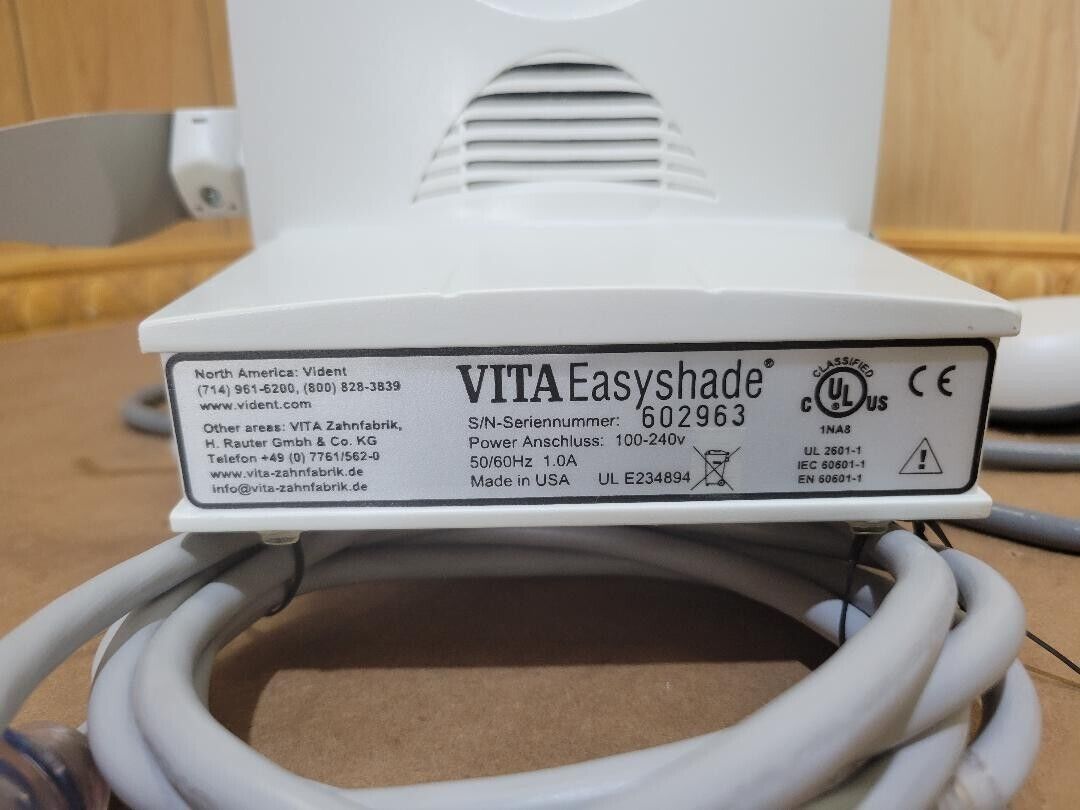 North America: Vident
(714) 961-6200, (800) 828-3839
www.vident.com
Other areas: VITA Zahnfabrik,
H. Rauter GmbH & Co. KG
Telefon +49 (0) 7761/562-0
www.vita-zahnfabrik.de
info@vita-zahnfabrik.de
VITA Easyshade®
S/N-Seriennummer: 602963
Power Anschluss: 100-240v
50/60Hz 1.0A
Made in USA UL E234894
CLASSIFIED
C UL ® US
1NA8
UL 2601-1
IEC 60601-1
EN 60601-1
CE